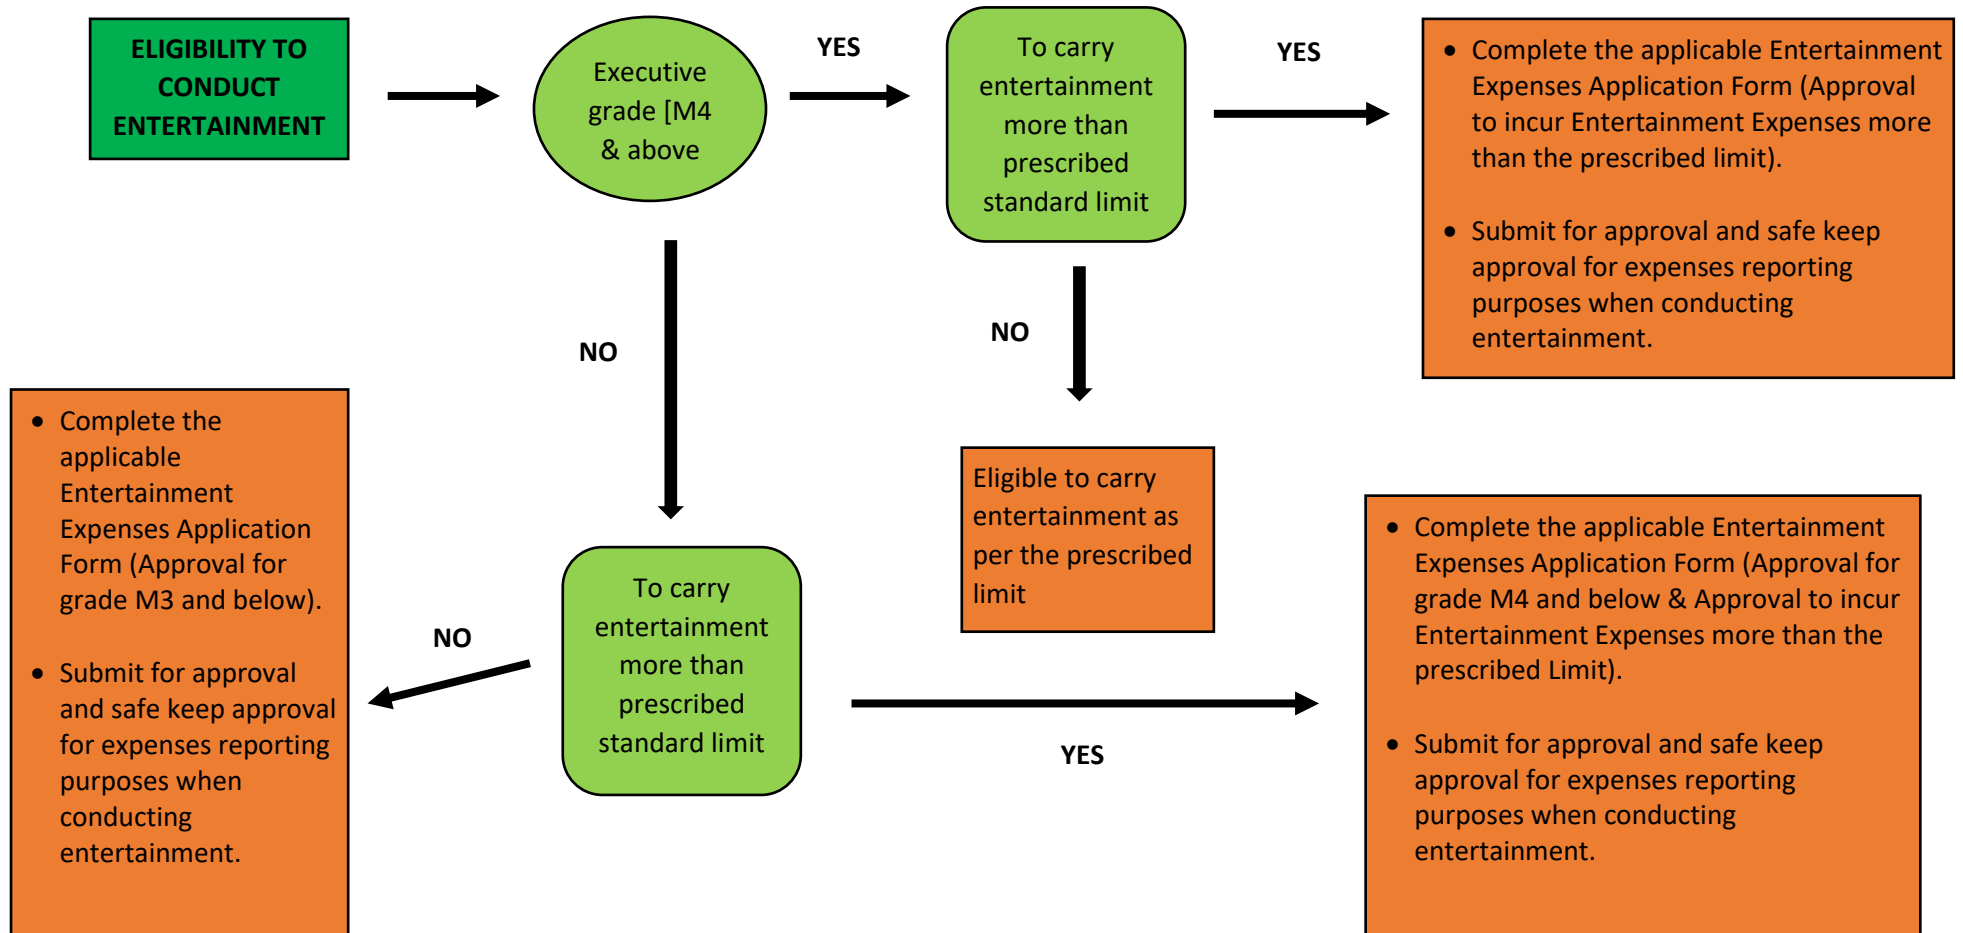 ELIGIBILITY TO
CONDUCT
ENTERTAINMENT
Executive
grade [M4
& above
YES
To carry
entertainment
more than
prescribed
standard limit
YES
• Complete the applicable Entertainment
Expenses Application Form (Approval
to incur Entertainment Expenses more
than the prescribed limit).
• Submit for approval and safe keep
approval for expenses reporting
purposes when conducting
entertainment.
NO
NO
• Complete the
applicable
Entertainment
Expenses Application
Form (Approval for
grade M3 and below).
• Submit for approval
and safe keep approval
for expenses reporting
purposes when
conducting
entertainment.
Eligible to carry
entertainment as
per the prescribed
limit
NO
To carry
entertainment
more than
prescribed
standard limit
YES
• Complete the applicable Entertainment
Expenses Application Form (Approval for
grade M4 and below & Approval to incur
Entertainment Expenses more than the
prescribed Limit).
• Submit for approval and safe keep
approval for expenses reporting
purposes when conducting
entertainment.